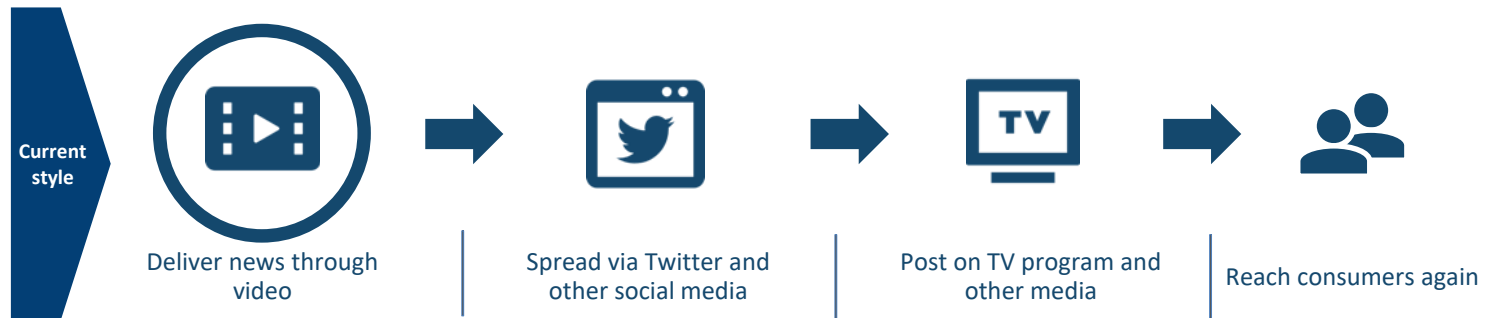 Current
style
TV
Deliver news through
video
Spread via Twitter and
other social media
Post on TV program and
other media
Reach consumers again